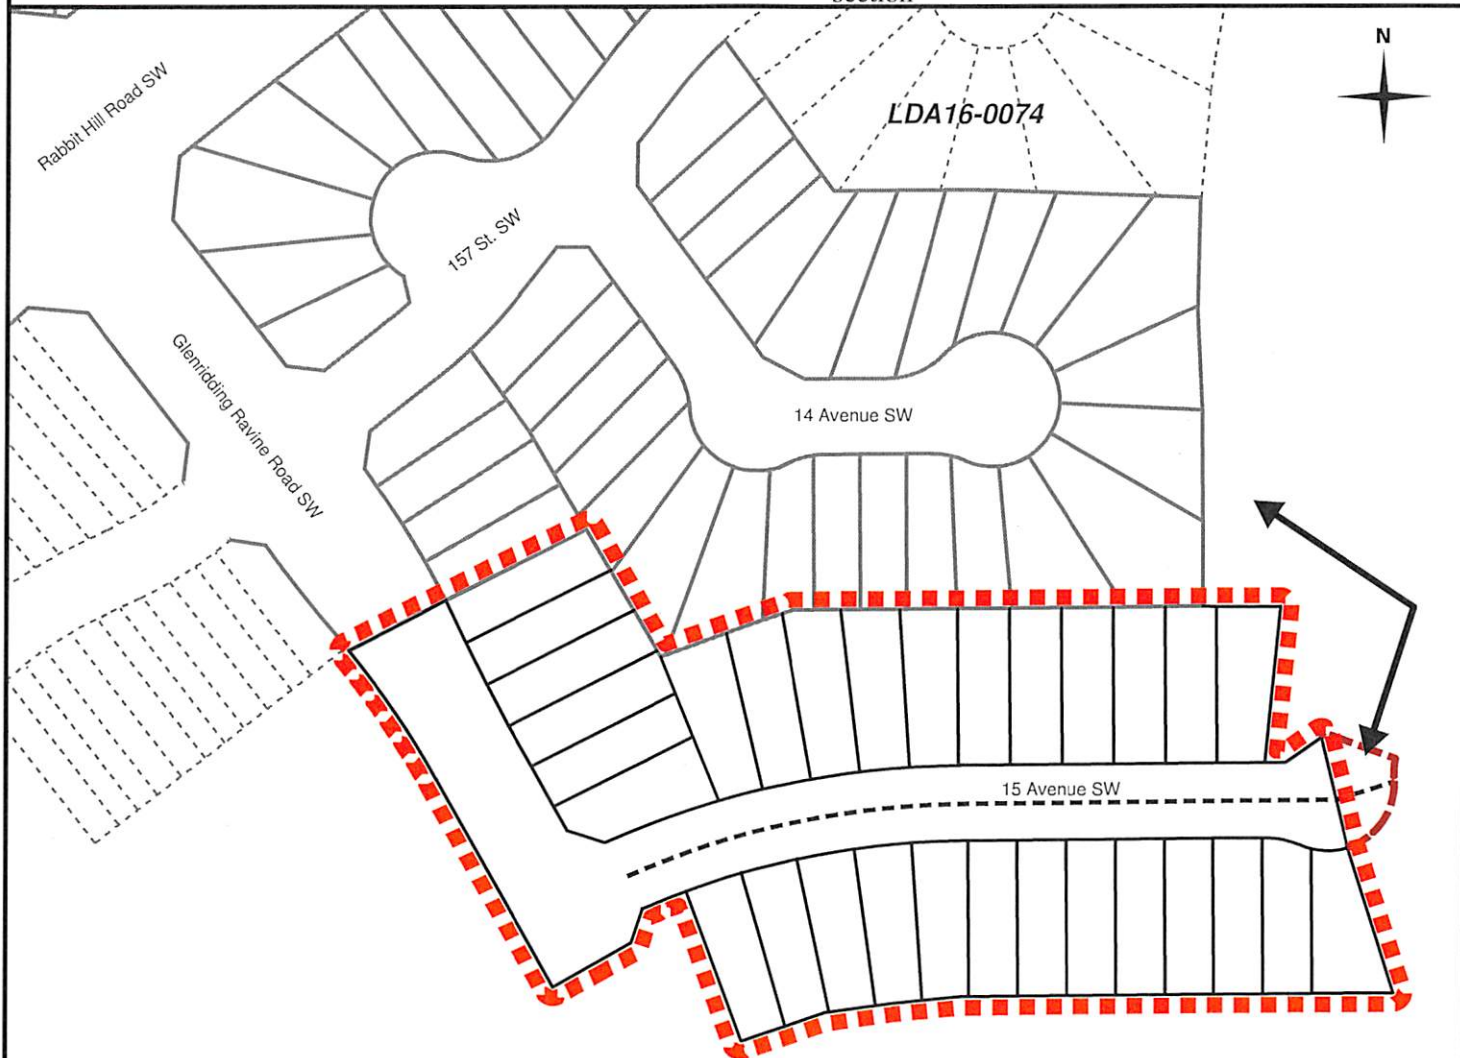 section
N
Rabbit Hill Road SW
LDA16-0074
157 St. SW
Glenridding Ravine Road SW
14 Avenue SW
15 Avenue SW